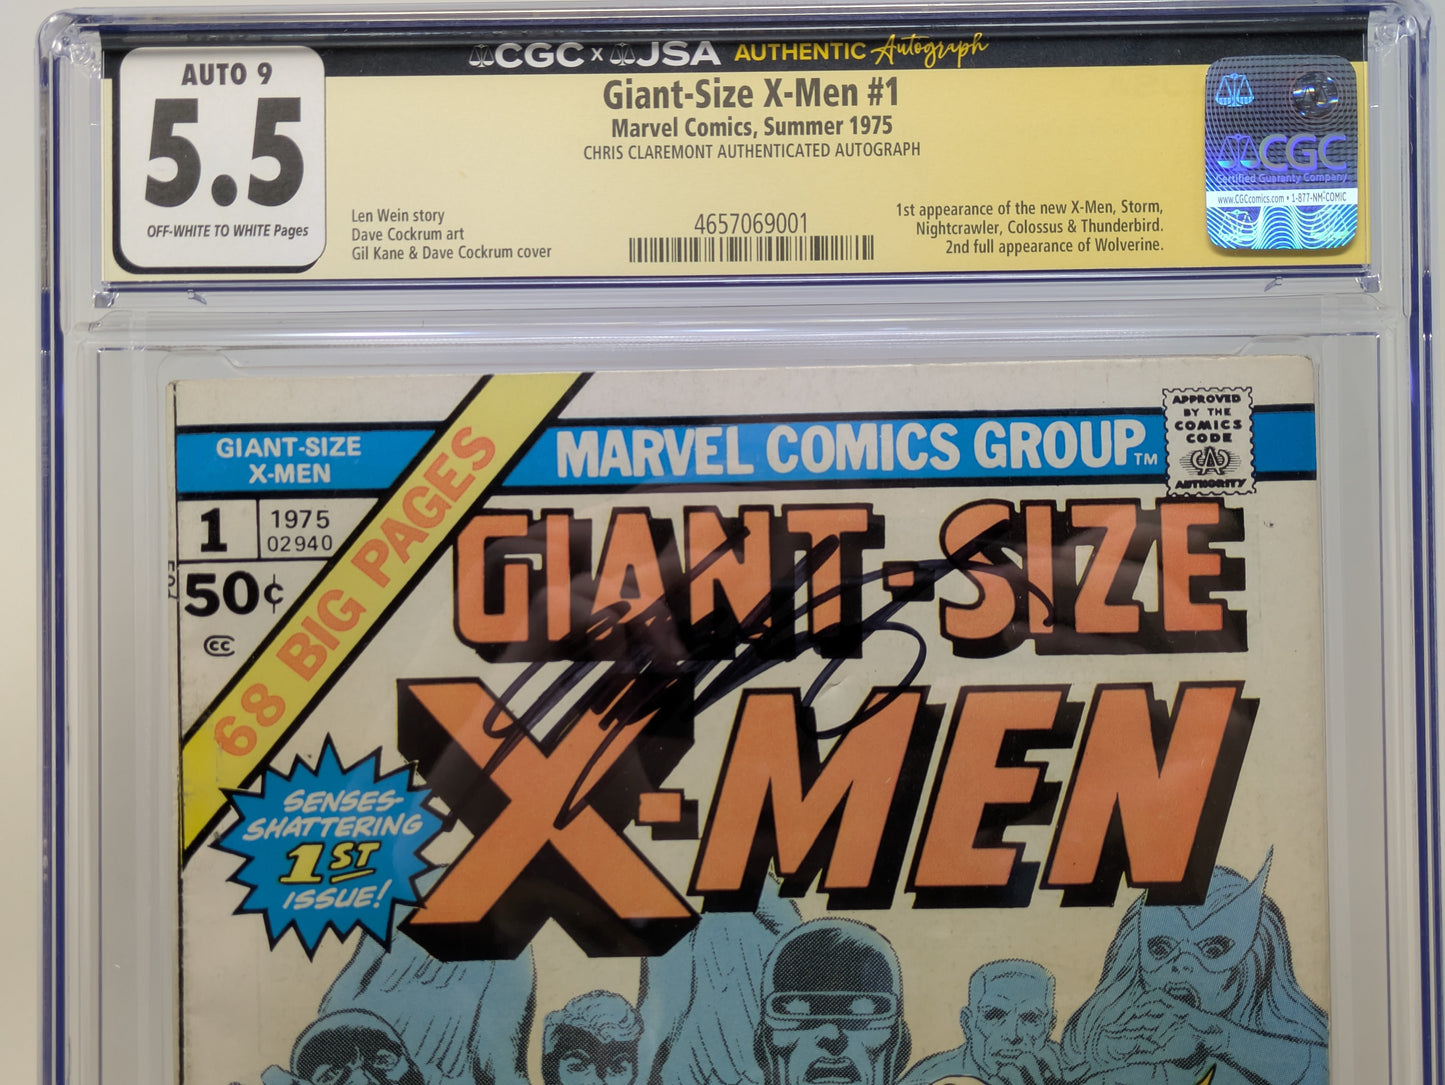 CGC x JSA AUTHENTIC Autograph
AUTO 9
5.5
OFF-WHITE TO WHITE Pages
Giant-Size X-Men #1
Marvel Comics, Summer 1975
CHRIS CLAREMONT AUTHENTICATED AUTOGRAPH
Len Wein story
Dave Cockrum art
Gil Kane & Dave Cockrum cover
4657069001
1st appearance of the new X-Men, Storm,
Nightcrawler, Colossus & Thunderbird.
2nd full appearance of Wolverine.
CGC
Certified Guaranty Company
www.CGCcomics.com • 1-877-NM-COMIC
GIANT-SIZE
X-MEN
68 BIG PAGES
MARVEL COMICS GROUP TM
APPROVED
BY THE
COMICS
CODE
CA
AUTHORITY
1
1975
02940
50¢
CC
GIANT-SIZE
X-MEN
SENSES-
SHATTERING
1ST
ISSUE!